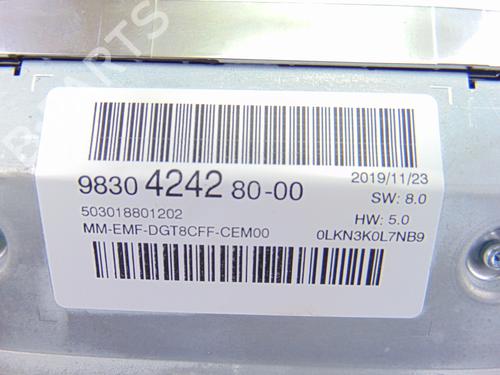 9830 4242 80-00
2019/11/23
SW: 8.0
503018801202
HW: 5.0
MM-EMF-DGT8CFF-CEM00
0LKN3K0L7NB9